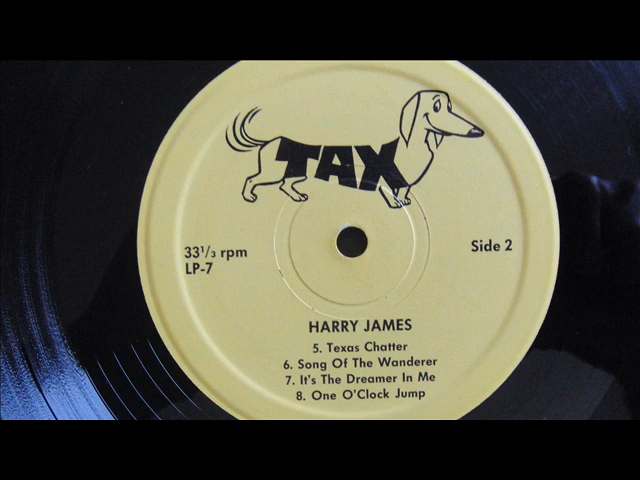 TAX
33⅓ rpm
LP-7
Side 2
HARRY JAMES
5. Texas Chatter
6. Song Of The Wanderer
7. It's The Dreamer In Me
8. One O'Clock Jump